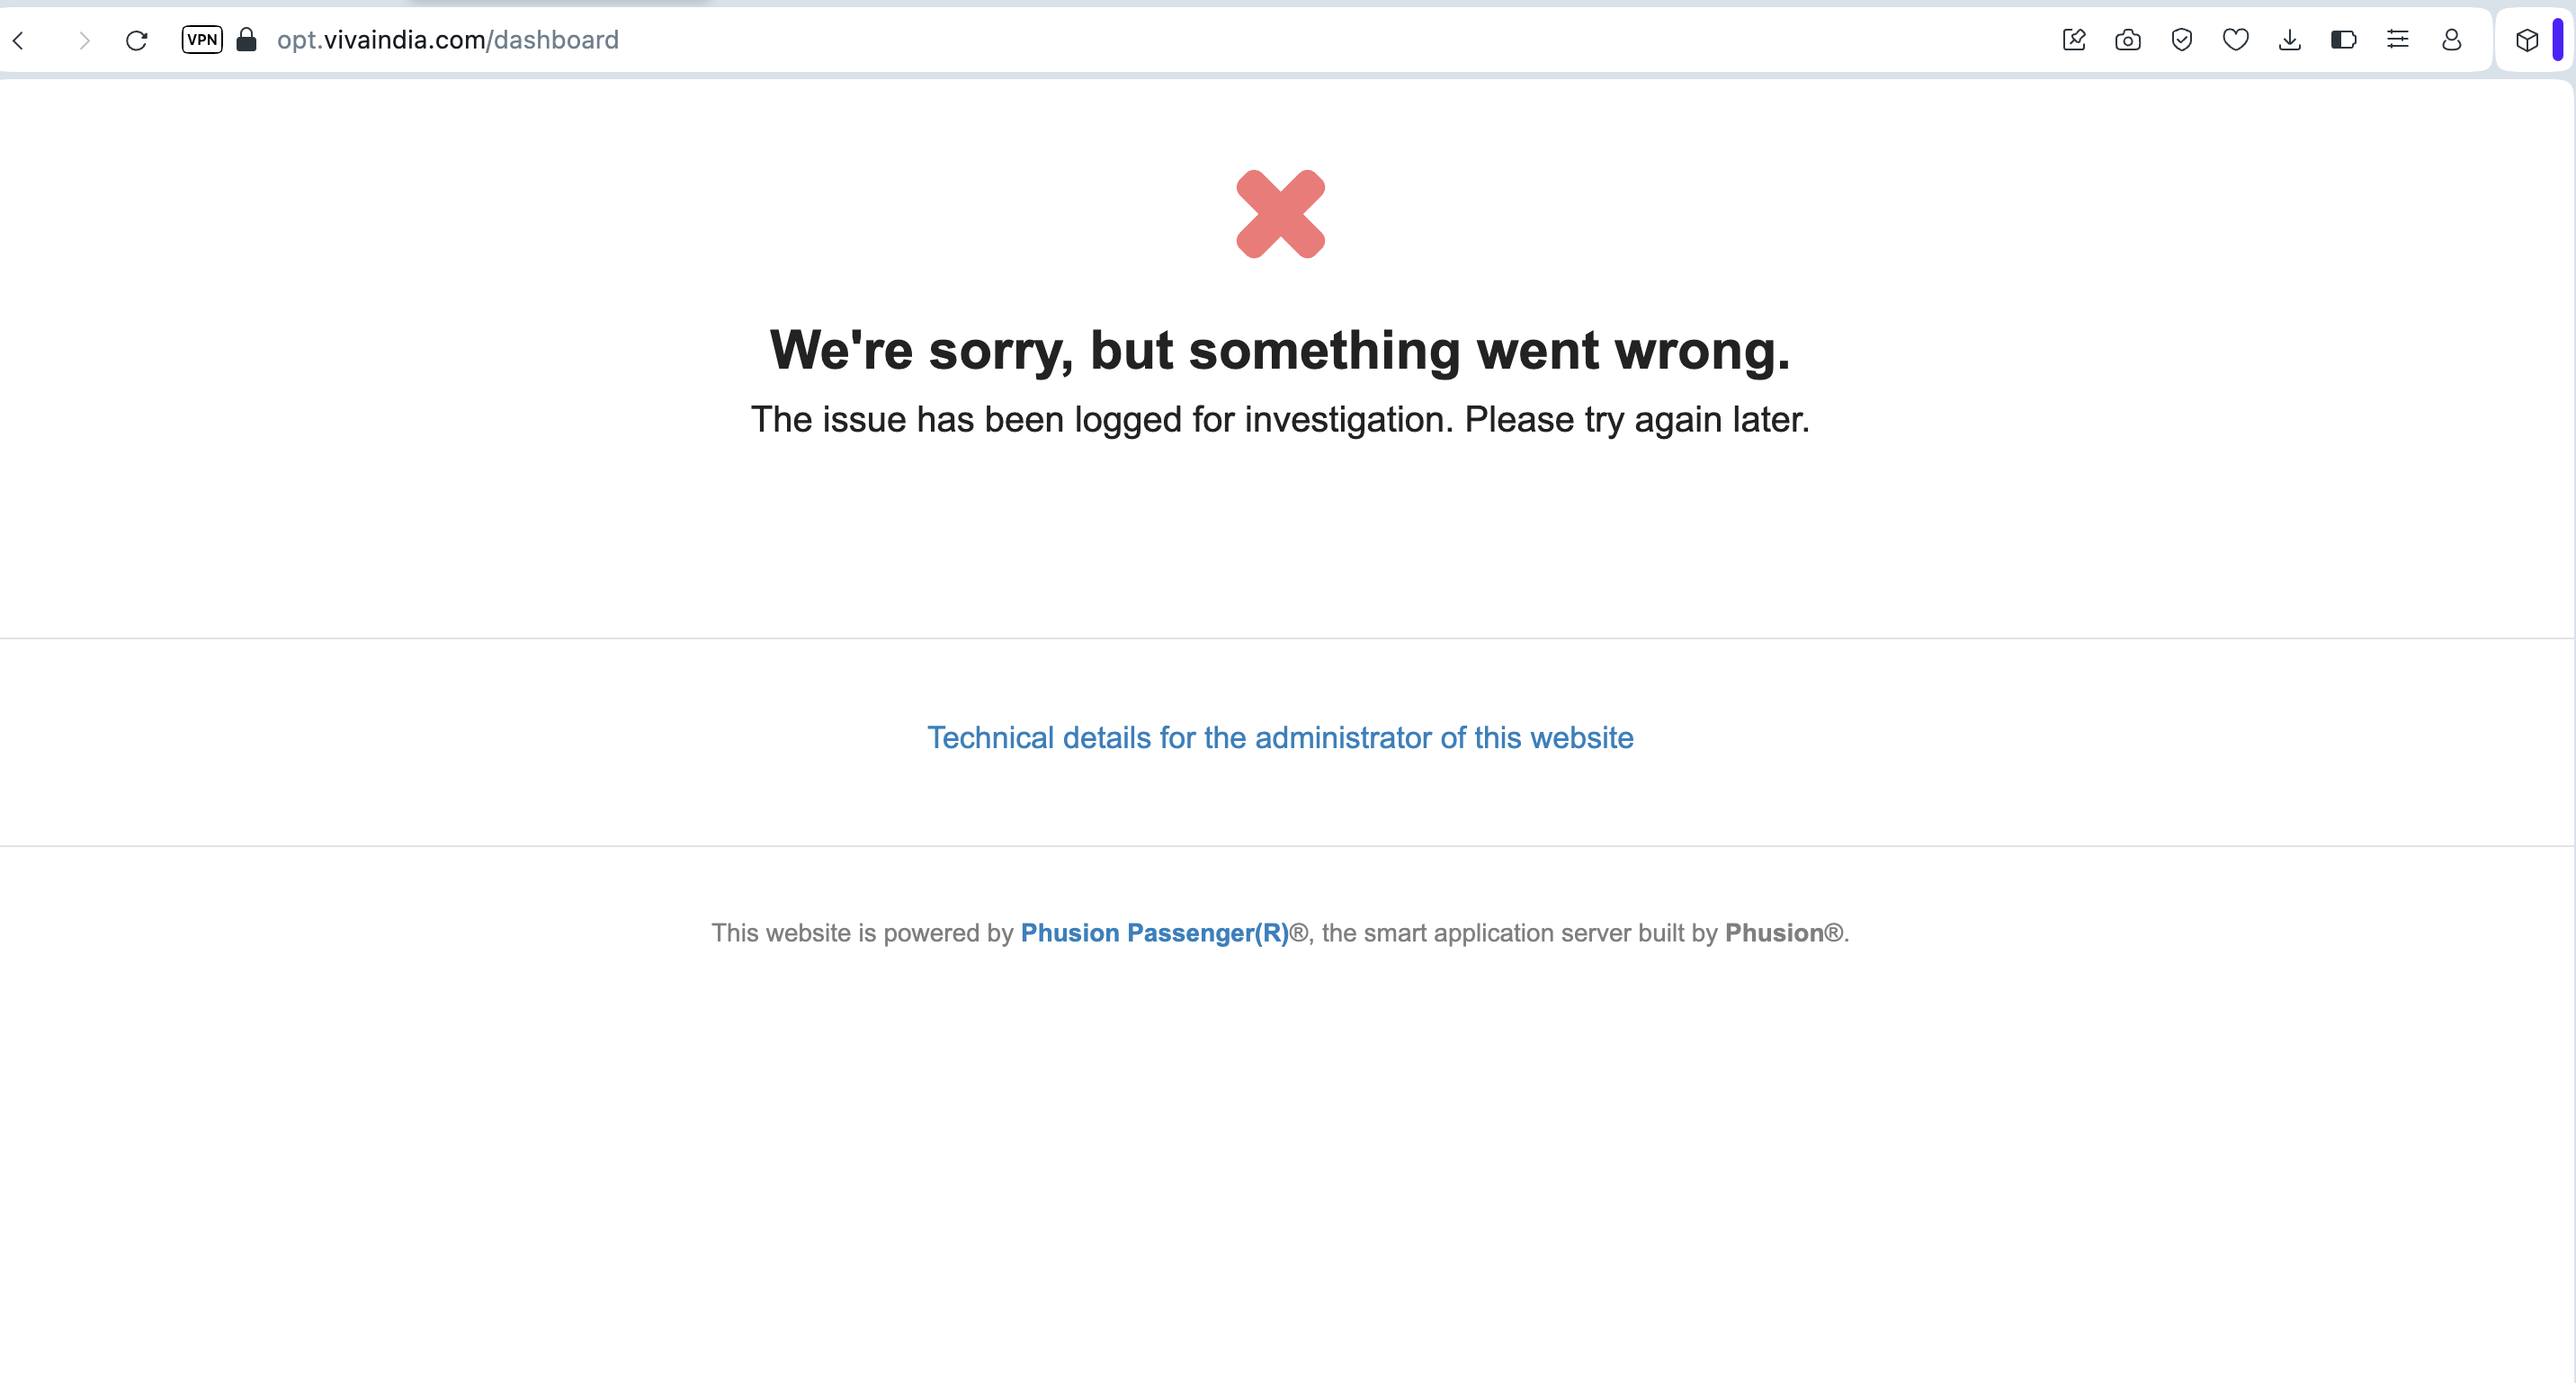 VPN opt.vivaindia.com/dashboard
We're sorry, but something went wrong.
The issue has been logged for investigation. Please try again later.
Technical details for the administrator of this website
This website is powered by Phusion Passenger(R)®, the smart application server built by Phusion®.